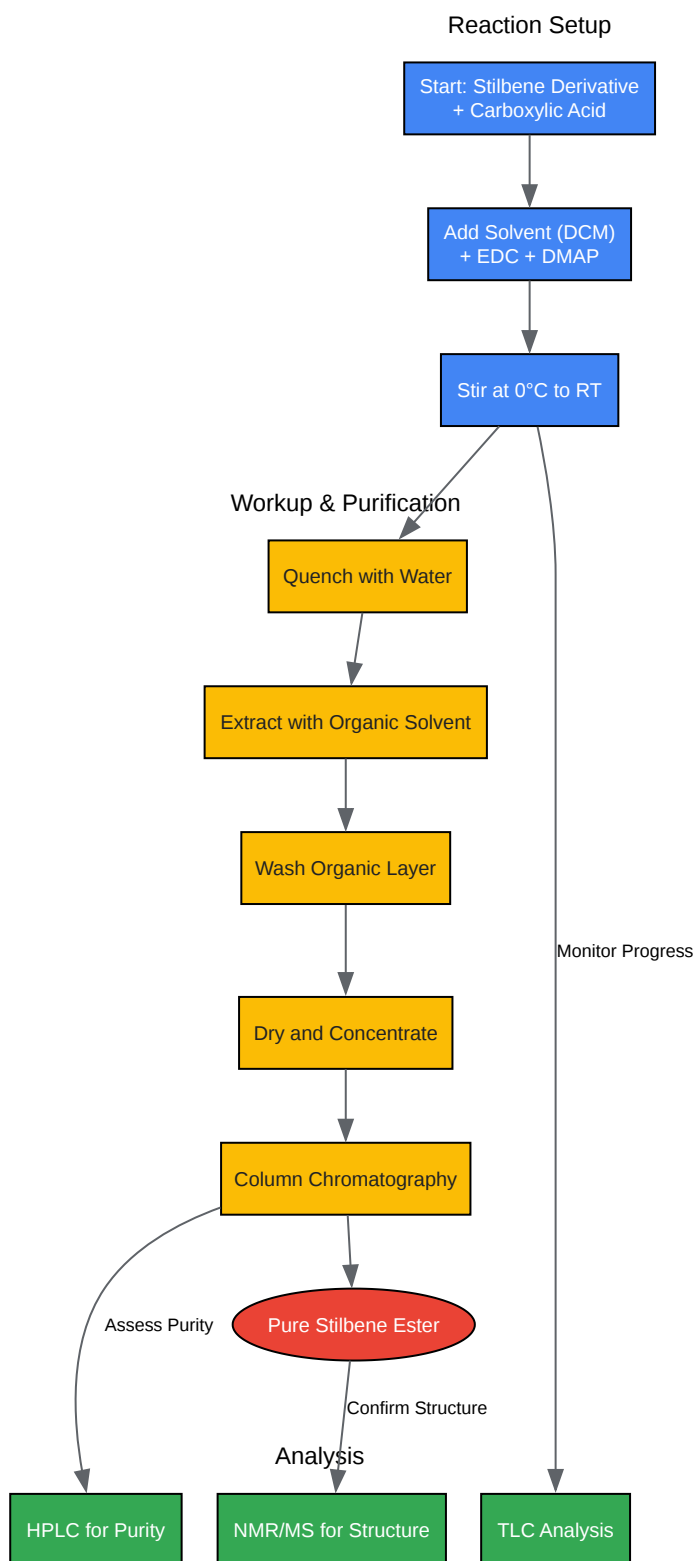 Reaction Setup
Start: Stilbene Derivative
+ Carboxylic Acid
Add Solvent (DCM)
+ EDC + DMAP
Stir at 0°C to RT
Workup & Purification
Quench with Water
Extract with Organic Solvent
Wash Organic Layer
Monitor Progress
Dry and Concentrate
Column Chromatography
Assess Purity
Pure Stilbene Ester
Confirm Structure
Analysis
HPLC for Purity
NMR/MS for Structure
TLC Analysis